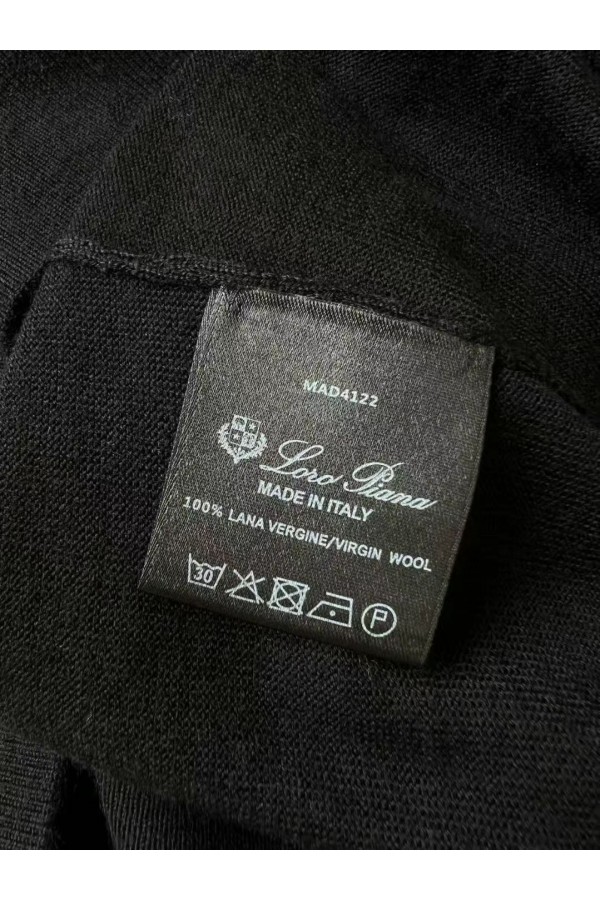 MAD4122
Loro Piana
MADE IN ITALY
100% LANA VERGINE/VIRGIN WOOL
30 P